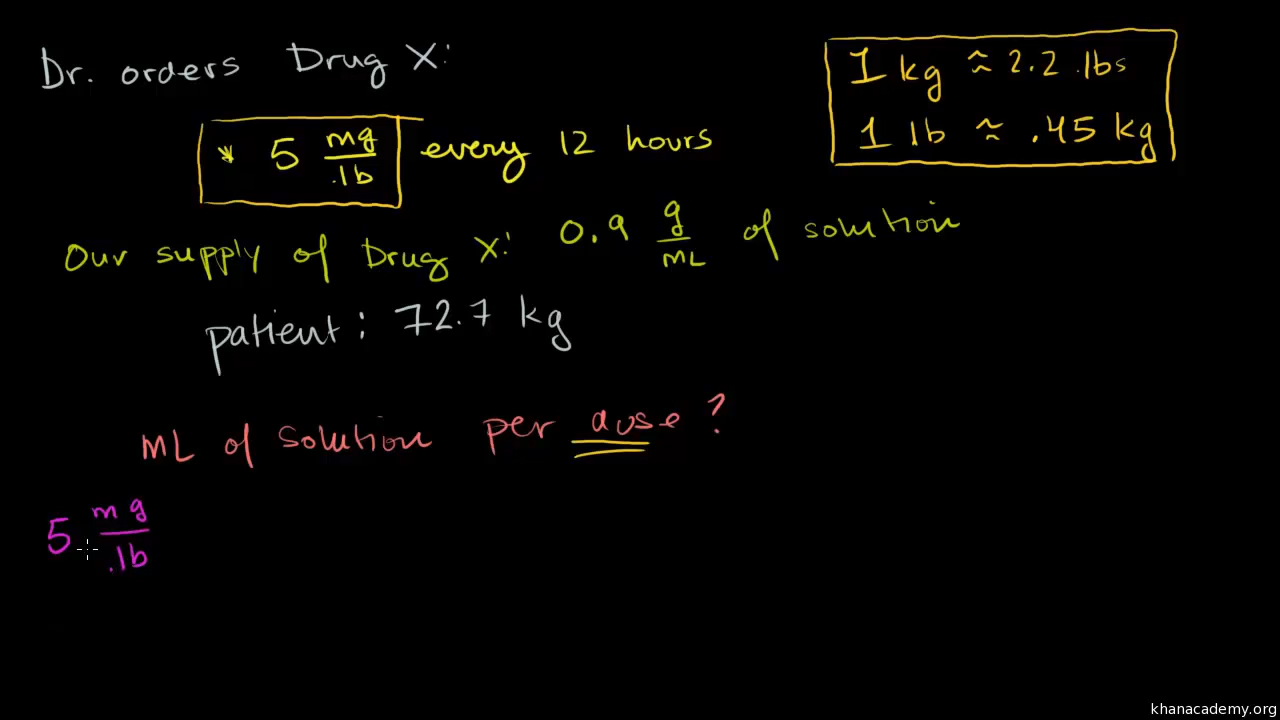 Dr. orders Drug X:
1 kg ≈ 2.2 lbs
1 lb ≈ .45 kg
* 5 mg/lb every 12 hours
Our supply of Drug X: 0.9 g/mL of solution
patient: 72.7 kg
mL of solution per dose?
5 mg/lb
khanacademy.org